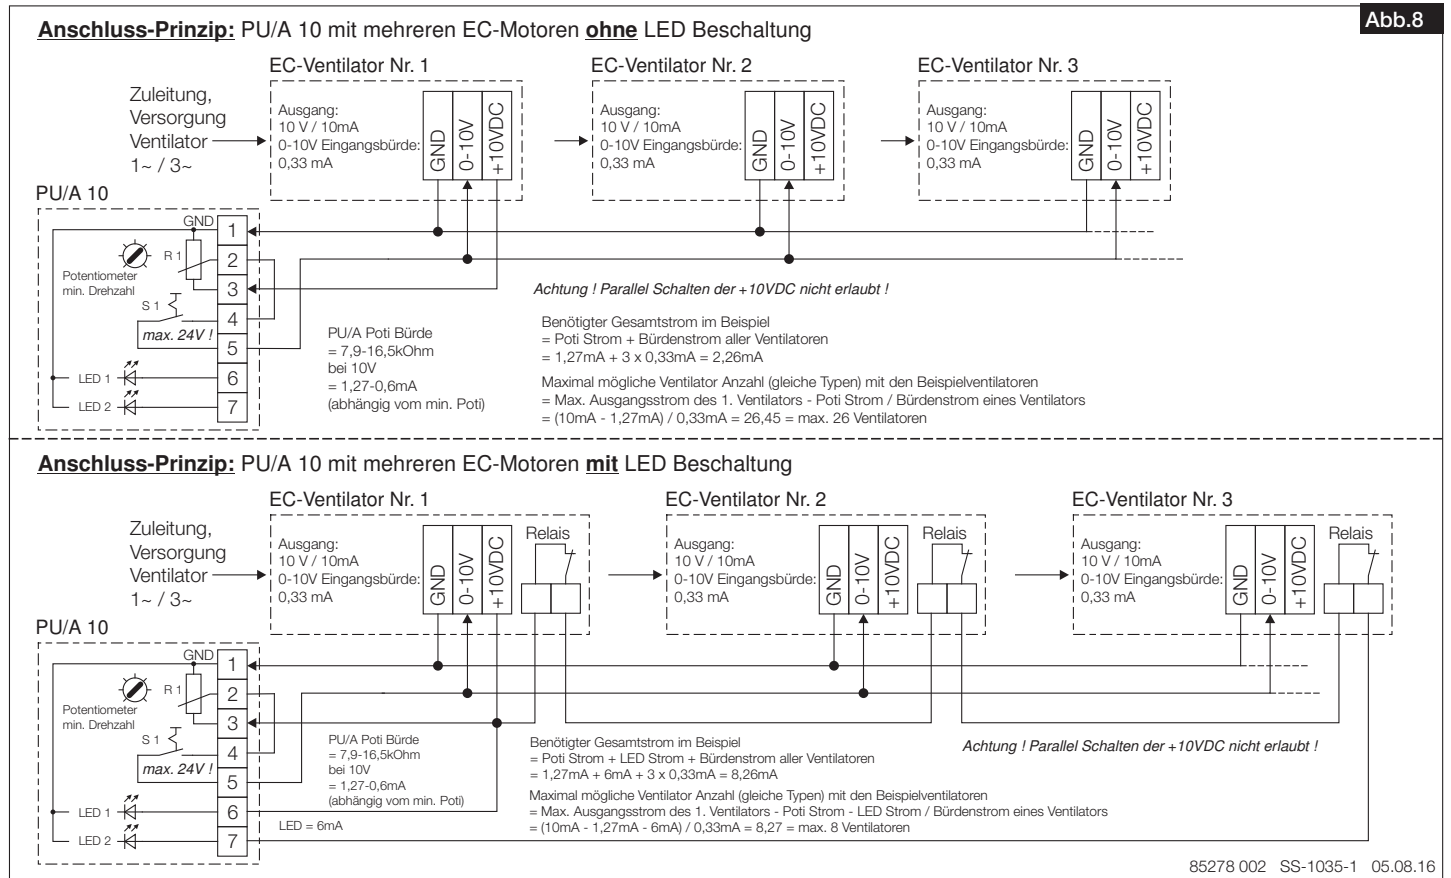 Abb.8
Anschluss-Prinzip: PU/A 10 mit mehreren EC-Motoren ohne LED Beschaltung
EC-Ventilator Nr. 1
EC-Ventilator Nr. 2
EC-Ventilator Nr. 3
Zuleitung,
Versorgung
Ventilator
1~ / 3~
Ausgang:
10 V / 10mA
0-10V Eingangsbürde:
0,33 mA
GND
0-10V
+10VDC
Ausgang:
10 V / 10mA
0-10V Eingangsbürde:
0,33 mA
GND
0-10V
+10VDC
Ausgang:
10 V / 10mA
0-10V Eingangsbürde:
0,33 mA
GND
0-10V
+10VDC
PU/A 10
GND
1
R 1
2
Potentiometer
min. Drehzahl
3
S 1
4
max. 24V !
5
LED 1
6
LED 2
7
PU/A Poti Bürde
= 7,9-16,5kOhm
bei 10V
= 1,27-0,6mA
(abhängig vom min. Poti)
Achtung ! Parallel Schalten der +10VDC nicht erlaubt !
Benötigter Gesamtstrom im Beispiel
= Poti Strom + Bürdenstrom aller Ventilatoren
= 1,27mA + 3 x 0,33mA = 2,26mA
Maximal mögliche Ventilator Anzahl (gleiche Typen) mit den Beispielventilatoren
= Max. Ausgangsstrom des 1. Ventilators - Poti Strom / Bürdenstrom eines Ventilators
= (10mA - 1,27mA) / 0,33mA = 26,45 = max. 26 Ventilatoren
Anschluss-Prinzip: PU/A 10 mit mehreren EC-Motoren mit LED Beschaltung
EC-Ventilator Nr. 1
EC-Ventilator Nr. 2
EC-Ventilator Nr. 3
Zuleitung,
Versorgung
Ventilator
1~ / 3~
Ausgang:
10 V / 10mA
0-10V Eingangsbürde:
0,33 mA
GND
0-10V
+10VDC
Relais
Ausgang:
10 V / 10mA
0-10V Eingangsbürde:
0,33 mA
GND
0-10V
+10VDC
Relais
Ausgang:
10 V / 10mA
0-10V Eingangsbürde:
0,33 mA
GND
0-10V
+10VDC
Relais
PU/A 10
GND
1
R 1
2
Potentiometer
min. Drehzahl
3
S 1
4
max. 24V !
5
LED 1
6
LED 2
7
PU/A Poti Bürde
= 7,9-16,5kOhm
bei 10V
= 1,27-0,6mA
(abhängig vom min. Poti)
LED = 6mA
Benötigter Gesamtstrom im Beispiel
= Poti Strom + LED Strom + Bürdenstrom aller Ventilatoren
= 1,27mA + 6mA + 3 x 0,33mA = 8,26mA
Achtung ! Parallel Schalten der +10VDC nicht erlaubt !
Maximal mögliche Ventilator Anzahl (gleiche Typen) mit den Beispielventilatoren
= Max. Ausgangsstrom des 1. Ventilators - Poti Strom - LED Strom / Bürdenstrom eines Ventilators
= (10mA - 1,27mA - 6mA) / 0,33mA = 8,27 = max. 8 Ventilatoren
85278 002 SS-1035-1 05.08.16